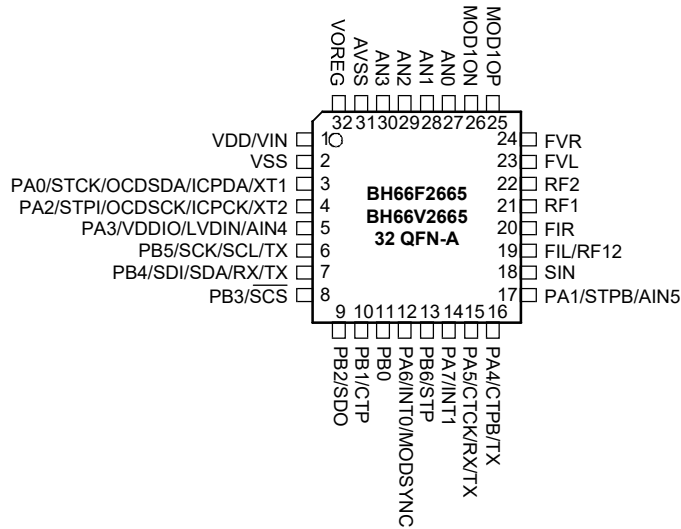 VOREG
AVSS
AN3
AN2
AN1
AN0
MOD1ON
MOD1OP
32 31 30 29 28 27 26 25
VDD/VIN 1 24 FVR
VSS 2 23 FVL
PA0/STCK/OCDSDA/ICPDA/XT1 3 22 RF2
PA2/STPI/OCDSCK/ICPCK/XT2 4 21 RF1
PA3/VDDIO/LVDIN/AIN4 5 20 FIR
PB5/SCK/SCL/TX 6 19 FIL/RF12
PB4/SDI/SDA/RX/TX 7 18 SIN
PB3/SCS 8 17 PA1/STPB/AIN5
BH66F2665
BH66V2665
32 QFN-A
9 10 11 12 13 14 15 16
PB2/SDO
PB1/CTP
PB0
PA6/INT0/MODSYNC
PB6/STP
PA7/INT1
PA5/CTCK/RX/TX
PA4/CTPB/TX